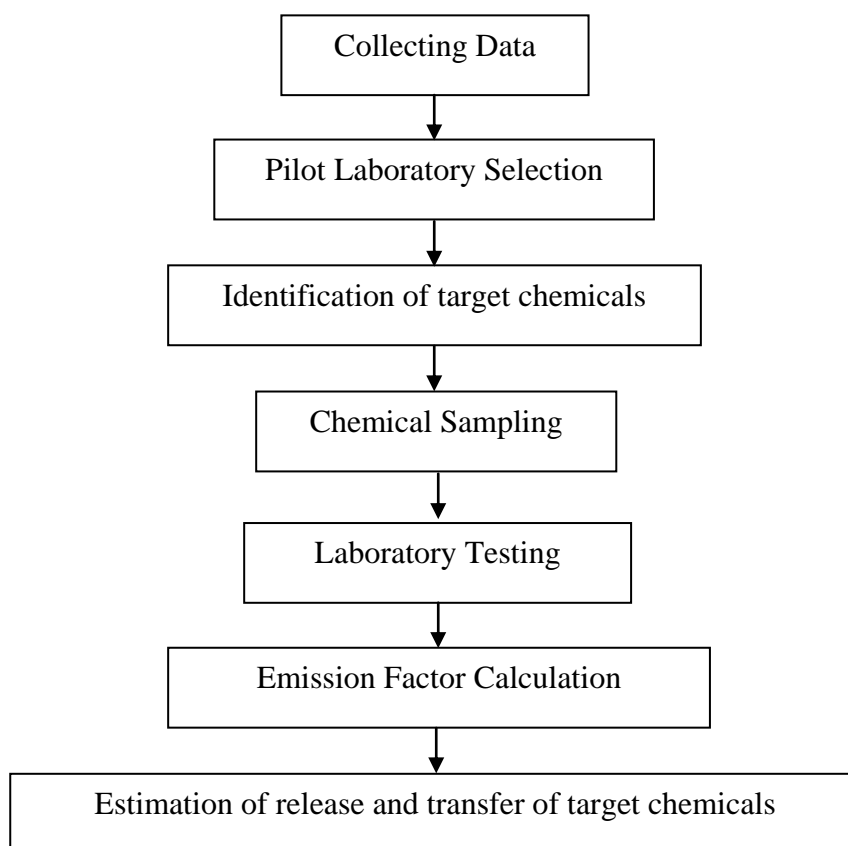 Collecting Data
Pilot Laboratory Selection
Identification of target chemicals
Chemical Sampling
Laboratory Testing
Emission Factor Calculation
Estimation of release and transfer of target chemicals